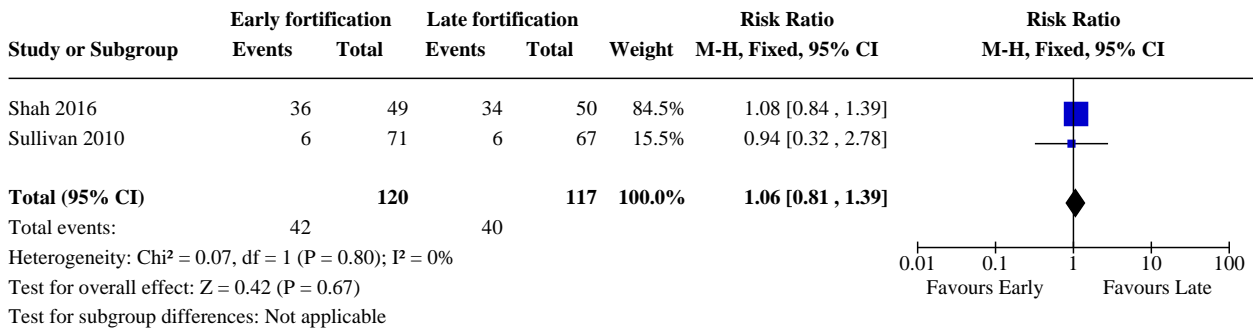 Early fortification Late fortification Risk Ratio Risk Ratio
Study or Subgroup Events Total Events Total Weight M-H, Fixed, 95% CI M-H, Fixed, 95% CI
Shah 2016 36 49 34 50 84.5% 1.08 [0.84 , 1.39]
Sullivan 2010 6 71 6 67 15.5% 0.94 [0.32 , 2.78]
Total (95% CI) 120 117 100.0% 1.06 [0.81 , 1.39]
Total events: 42 40
Heterogeneity: Chi² = 0.07, df = 1 (P = 0.80); I² = 0%
0.01 0.1 1 10 100
Test for overall effect: Z = 0.42 (P = 0.67)
Favours Early Favours Late
Test for subgroup differences: Not applicable